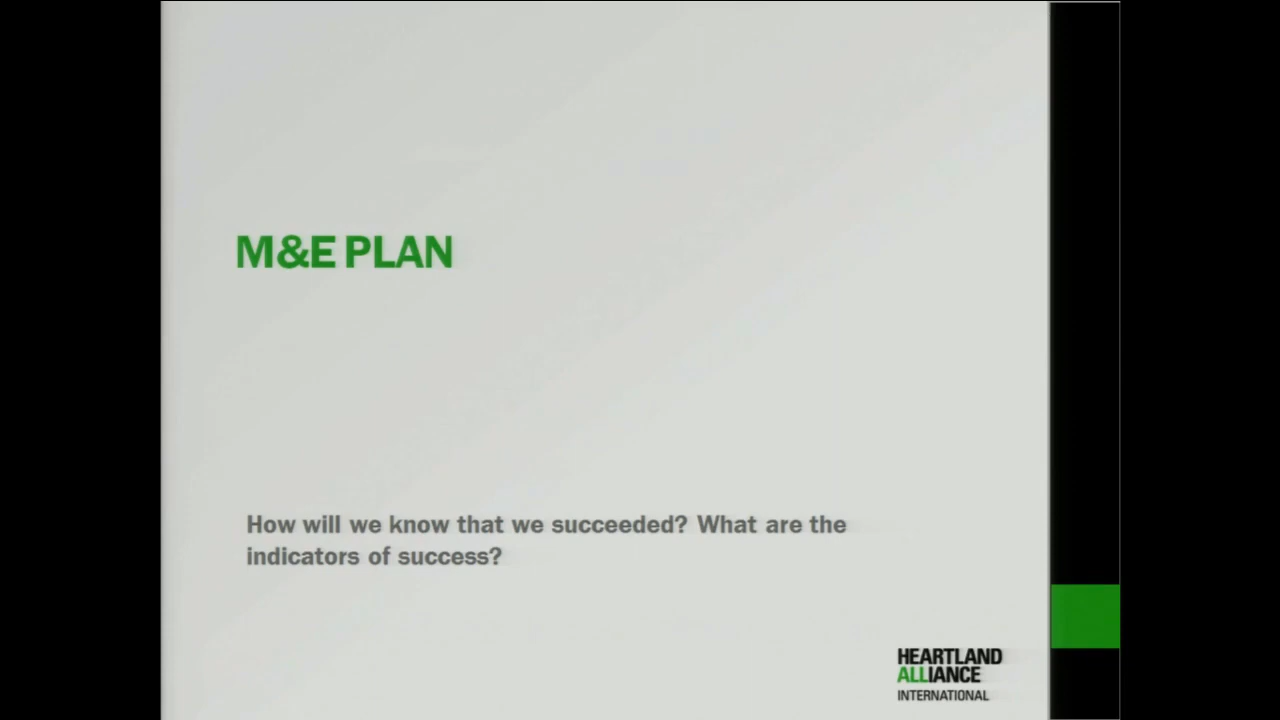 M&E PLAN
How will we know that we succeeded? What are the
indicators of success?
HEARTLAND
ALLIANCE
INTERNATIONAL